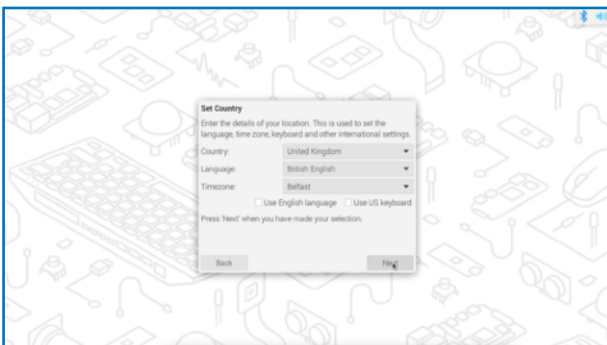 Set Country
Enter the details of your location. This is used to set the
language, time zone, keyboard and other international settings.
Country: United Kingdom
Language: British English
Timezone: Belfast
Use English language Use US keyboard
Press 'Next' when you have made your selection.
Back Next